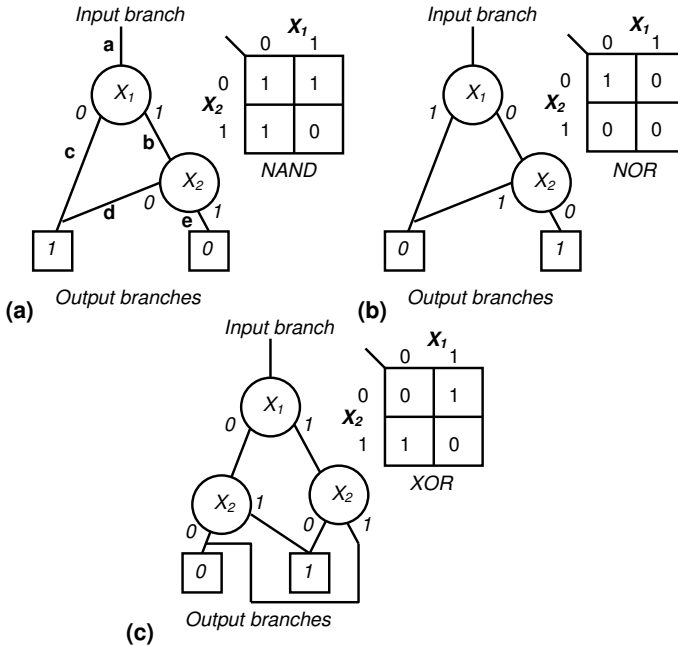 Input branch
a
X1
0 1
c
b
X2
d
0 1
e
1 0
Output branches
(a)
X1
0 1
X2
0 1 1
1 1 0
NAND
Input branch
X1
1 0
X2
1 0
0 1
Output branches
(b)
X1
0 1
X2
0 1 0
1 0 0
NOR
Input branch
X1
0 1
X2 X2
0 1 0 1
0 1
Output branches
(c)
X1
0 1
X2
0 0 1
1 1 0
XOR